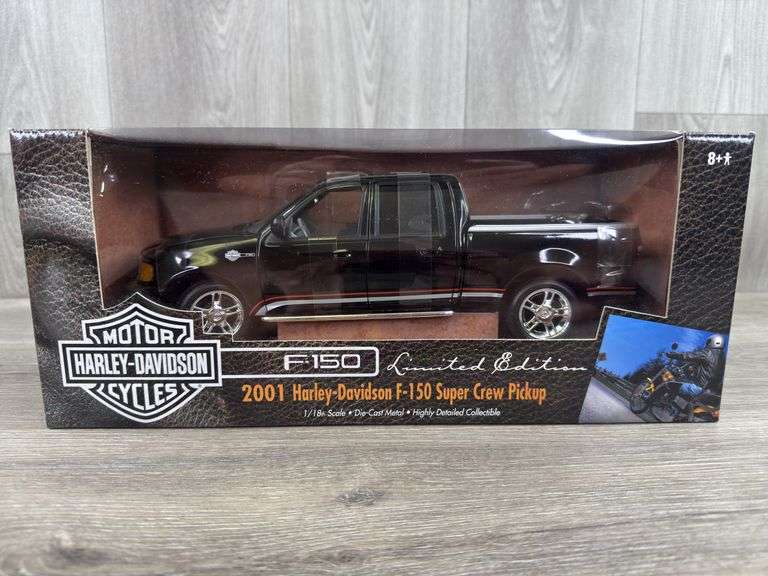 8+
MOTOR
HARLEY-DAVIDSON
CYCLES
F-150 Limited Edition
2001 Harley-Davidson F-150 Super Crew Pickup
1/18th Scale • Die-Cast Metal • Highly Detailed Collectible